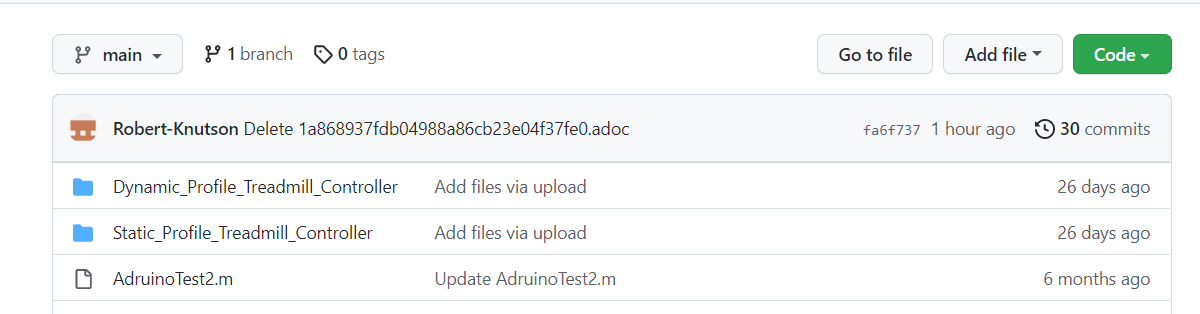 main 1 branch 0 tags Go to file Add file Code
Robert-Knutson Delete 1a868937fdb04988a86cb23e04f37fe0.adoc fa6f737 1 hour ago 30 commits
Dynamic_Profile_Treadmill_Controller Add files via upload 26 days ago
Static_Profile_Treadmill_Controller Add files via upload 26 days ago
AdruinoTest2.m Update AdruinoTest2.m 6 months ago